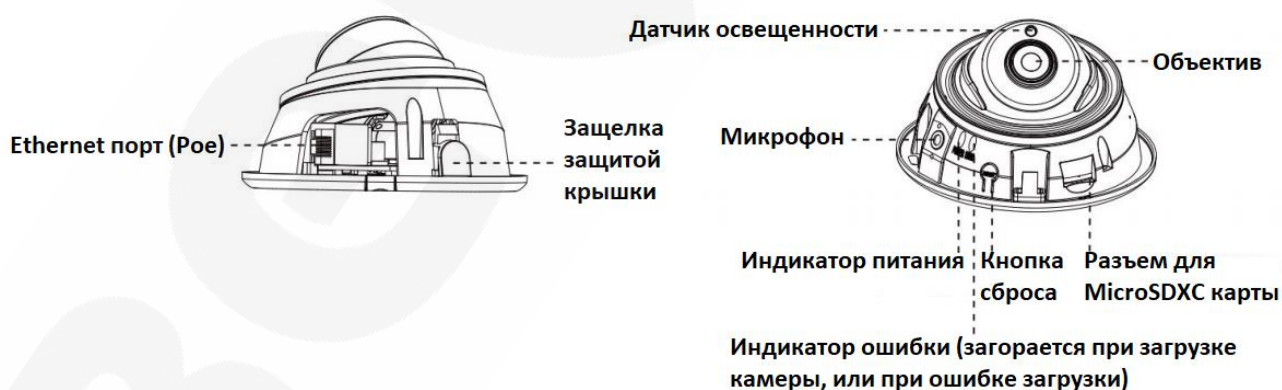 Ethernet порт (Poe)
Защелка
защитой
крышки
Датчик освещенности
Объектив
Микрофон
Индикатор питания
Кнопка
сброса
Разъем для
MicroSDXC карты
Индикатор ошибки (загорается при загрузке
камеры, или при ошибке загрузки)